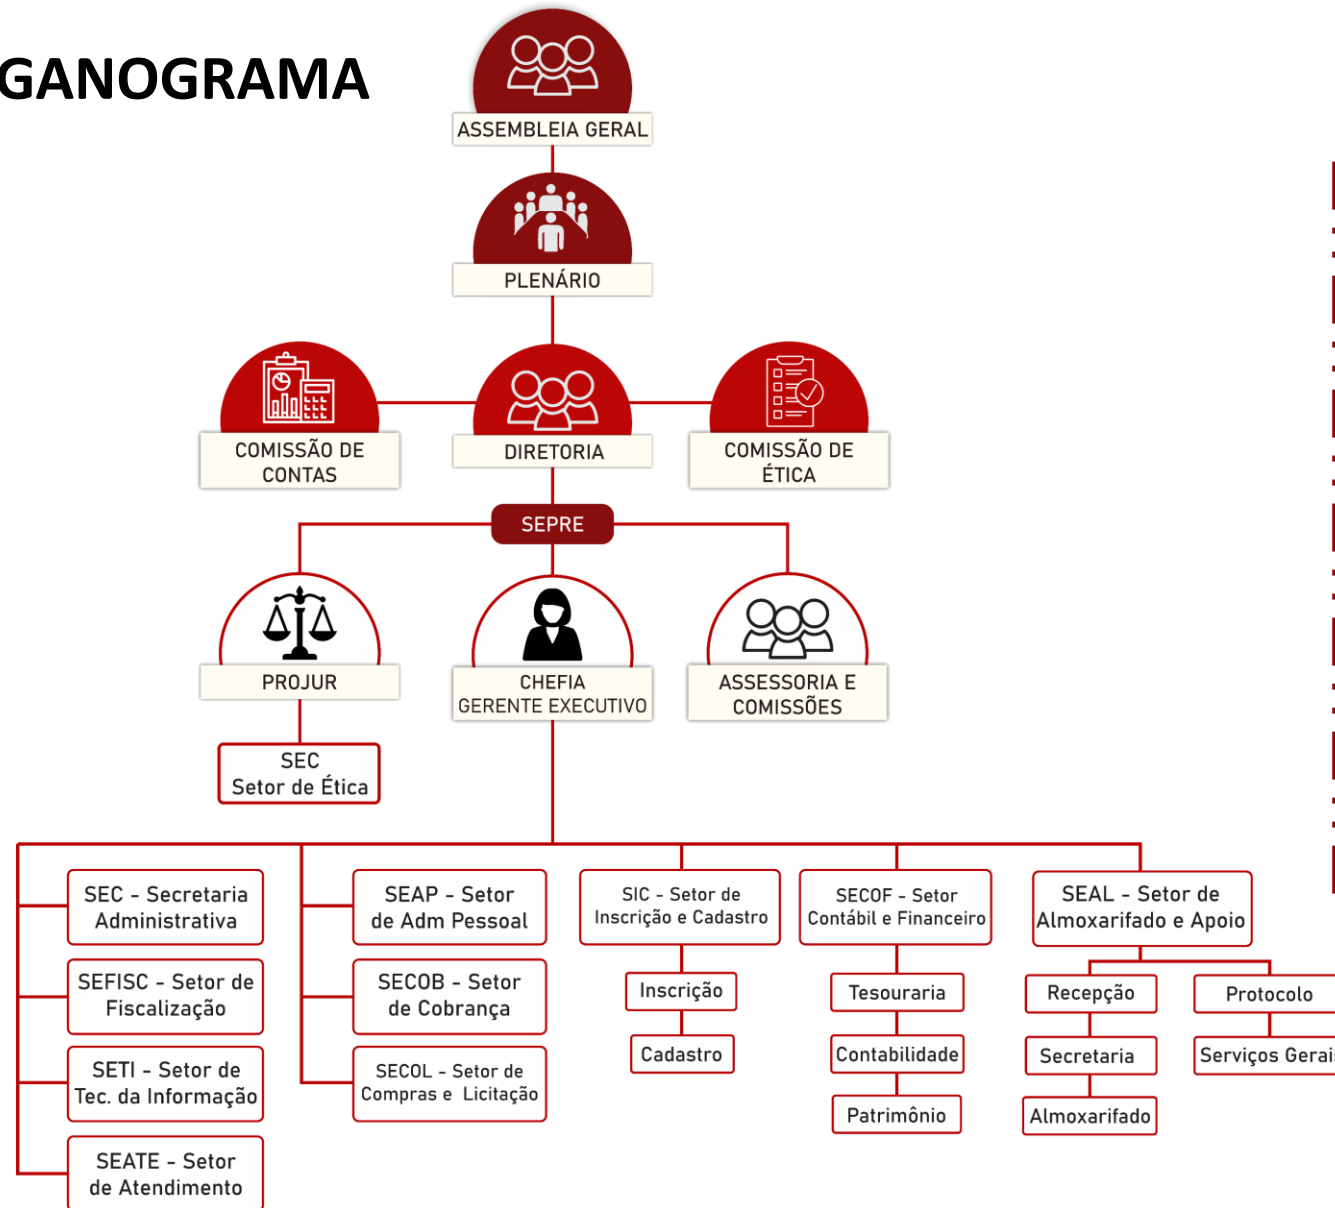 GANOGRAMA
ASSEMBLEIA GERAL
PLENÁRIO
COMISSÃO DE
CONTAS
DIRETORIA
COMISSÃO DE
ÉTICA
SEPRE
PROJUR
CHEFIA
GERENTE EXECUTIVO
ASSESSORIA E
COMISSÕES
SEC
Setor de Ética
SEC - Secretaria
Administrativa
SEFISC - Setor de
Fiscalização
SETI - Setor de
Tec. da Informação
SEATE - Setor
de Atendimento
SEAP - Setor
de Adm Pessoal
SECOB - Setor
de Cobrança
SECOL - Setor de
Compras e Licitação
SIC - Setor de
Inscrição e Cadastro
Inscrição
Cadastro
SECOF - Setor
Contábil e Financeiro
Tesouraria
Contabilidade
Patrimônio
SEAL - Setor de
Almoxarifado e Apoio
Recepção
Secretaria
Almoxarifado
Protocolo
Serviços Gerais